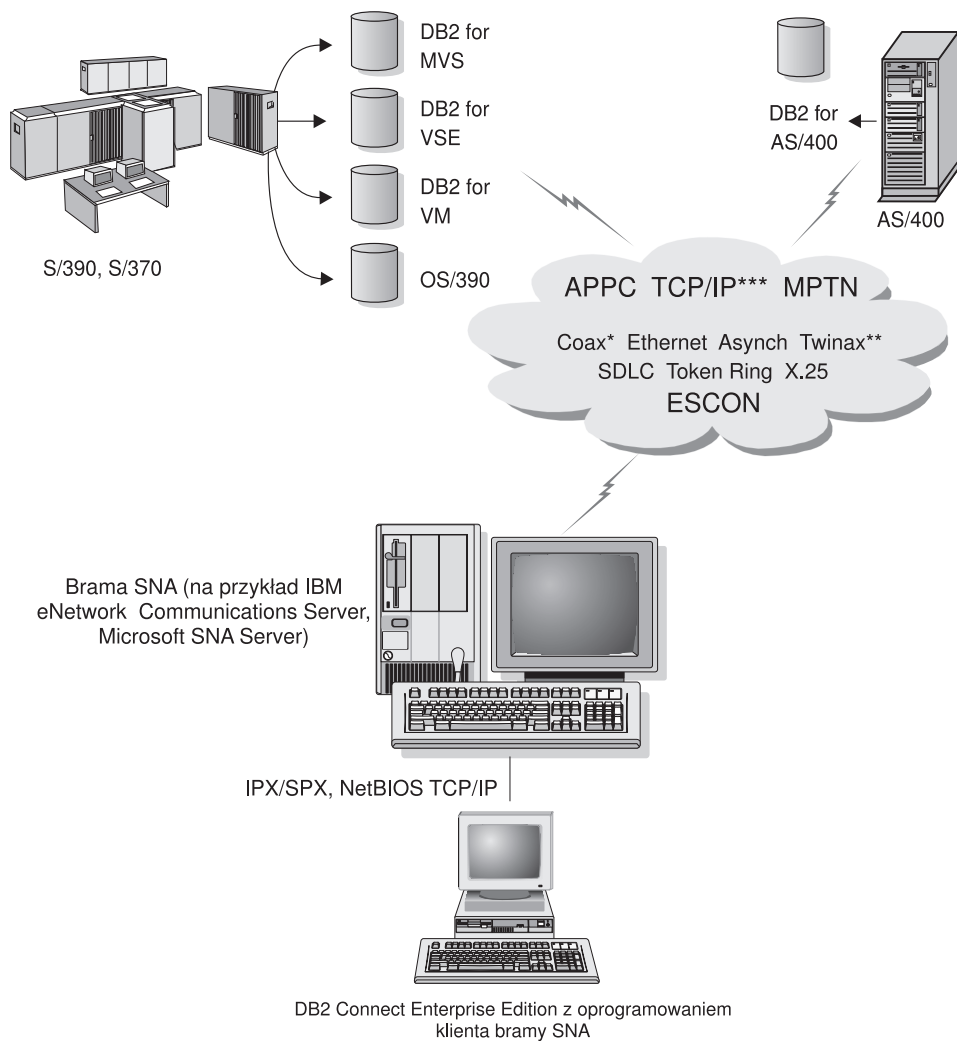 DB2 for
MVS
DB2 for
VSE
DB2 for
VM
OS/390
S/390, S/370
DB2 for
AS/400
AS/400
APPC TCP/IP*** MPTN
Coax* Ethernet Asynch Twinax**
SDLC Token Ring X.25
ESCON
Brama SNA (na przykład IBM
eNetwork Communications Server,
Microsoft SNA Server)
IPX/SPX, NetBIOS TCP/IP
DB2 Connect Enterprise Edition z oprogramowaniem
klienta bramy SNA